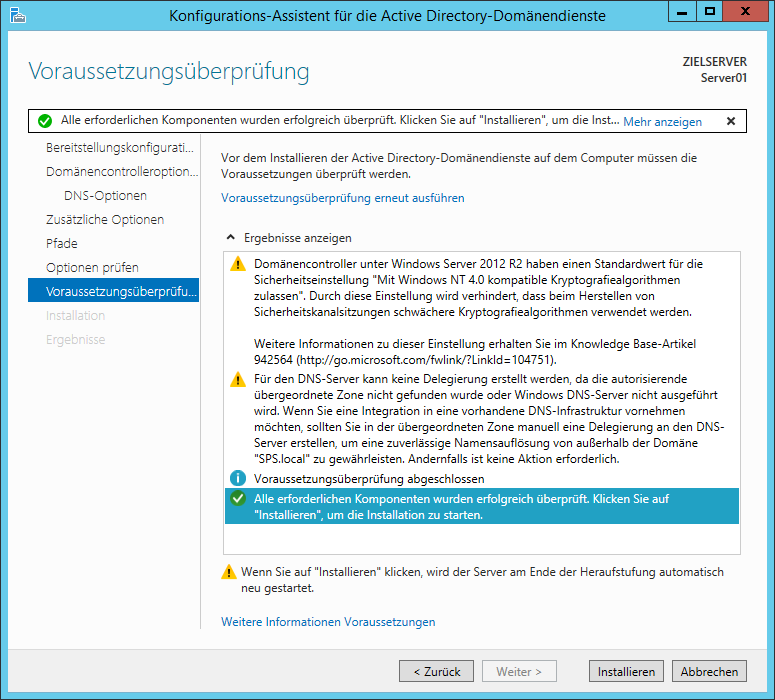 Konfigurations-Assistent für die Active Directory-Domänendienste
Voraussetzungsüberprüfung
ZIELSERVER
Server01
Alle erforderlichen Komponenten wurden erfolgreich überprüft. Klicken Sie auf "Installieren", um die Inst... Mehr anzeigen
Bereitstellungskonfigurati...
Domänencontrolleroption...
DNS-Optionen
Zusätzliche Optionen
Pfade
Optionen prüfen
Voraussetzungsüberprüfu...
Installation
Ergebnisse
Vor dem Installieren der Active Directory-Domänendienste auf dem Computer müssen die
Voraussetzungen überprüft werden.
Voraussetzungsüberprüfung erneut ausführen
Ergebnisse anzeigen
Domänencontroller unter Windows Server 2012 R2 haben einen Standardwert für die
Sicherheitseinstellung "Mit Windows NT 4.0 kompatible Kryptografiealgorithmen
zulassen". Durch diese Einstellung wird verhindert, dass beim Herstellen von
Sicherheitskanalsitzungen schwächere Kryptografiealgorithmen verwendet werden.
Weitere Informationen zu dieser Einstellung erhalten Sie im Knowledge Base-Artikel
942564 (http://go.microsoft.com/fwlink/?LinkId=104751).
Für den DNS-Server kann keine Delegierung erstellt werden, da die autorisierende
übergeordnete Zone nicht gefunden wurde oder Windows DNS-Server nicht ausgeführt
wird. Wenn Sie eine Integration in eine vorhandene DNS-Infrastruktur vornehmen
möchten, sollten Sie in der übergeordneten Zone manuell eine Delegierung an den DNS-
Server erstellen, um eine zuverlässige Namensauflösung von außerhalb der Domäne
"SPS.local" zu gewährleisten. Andernfalls ist keine Aktion erforderlich.
Voraussetzungsüberprüfung abgeschlossen
Alle erforderlichen Komponenten wurden erfolgreich überprüft. Klicken Sie auf
"Installieren", um die Installation zu starten.
Wenn Sie auf "Installieren" klicken, wird der Server am Ende der Heraufstufung automatisch
neu gestartet.
Weitere Informationen Voraussetzungen
< Zurück
Weiter >
Installieren
Abbrechen